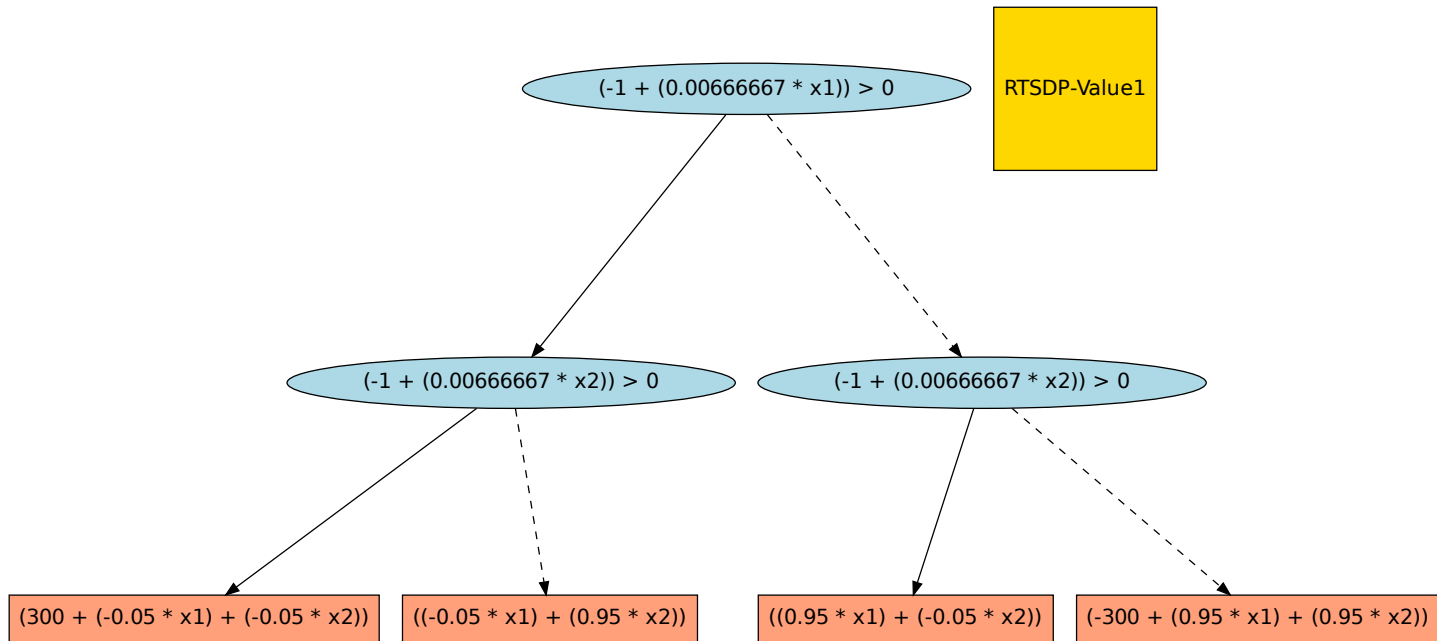 (-1 + (0.00666667 * x1)) > 0
RTSDP-Value1
(-1 + (0.00666667 * x2)) > 0
(-1 + (0.00666667 * x2)) > 0
(300 + (-0.05 * x1) + (-0.05 * x2))
((-0.05 * x1) + (0.95 * x2))
((0.95 * x1) + (-0.05 * x2))
(-300 + (0.95 * x1) + (0.95 * x2))